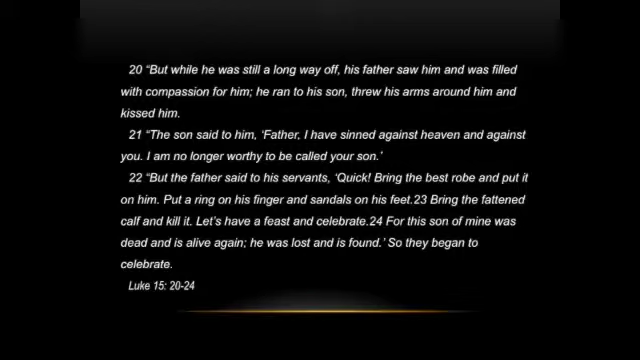 20 “But while he was still a long way off, his father saw him and was filled
with compassion for him; he ran to his son, threw his arms around him and
kissed him.
21 “The son said to him, ‘Father, I have sinned against heaven and against
you. I am no longer worthy to be called your son.’
22 “But the father said to his servants, ‘Quick! Bring the best robe and put it
on him. Put a ring on his finger and sandals on his feet.23 Bring the fattened
calf and kill it. Let’s have a feast and celebrate.24 For this son of mine was
dead and is alive again; he was lost and is found.’ So they began to
celebrate.
Luke 15: 20-24